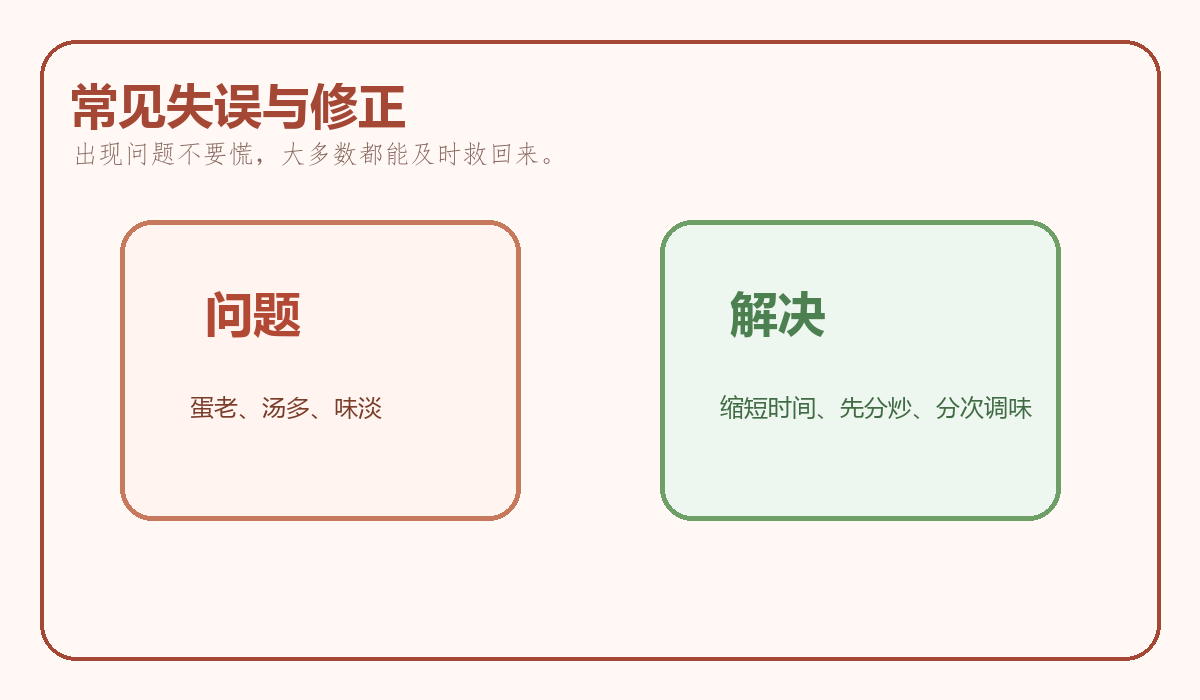 常见失误与修正
出现问题不要慌，大多数都能及时救回来。
问题
蛋老、汤多、味淡
解决
缩短时间、先分炒、分次调味